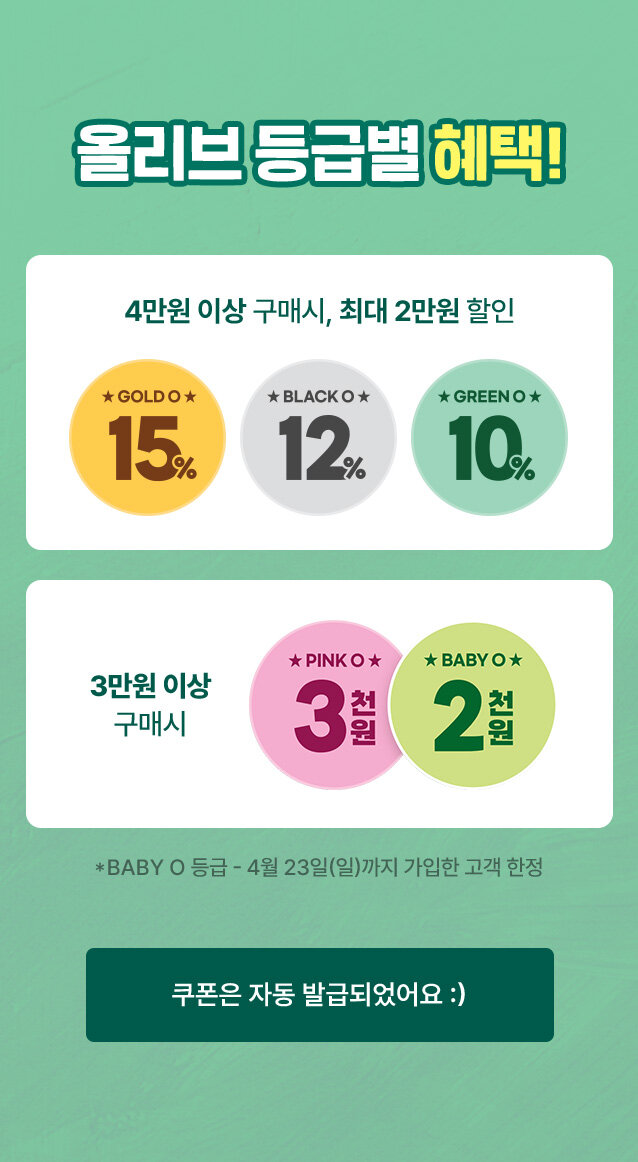 올리브 등급별 혜택!
4만원 이상 구매시, 최대 2만원 할인
★ GOLD O ★
15%
★ BLACK O ★
12%
★ GREEN O ★
10%
3만원 이상
구매시
★ PINK O ★
3천원
★ BABY O ★
2천원
*BABY O 등급 - 4월 23일(일)까지 가입한 고객 한정
쿠폰은 자동 발급되었어요 :)